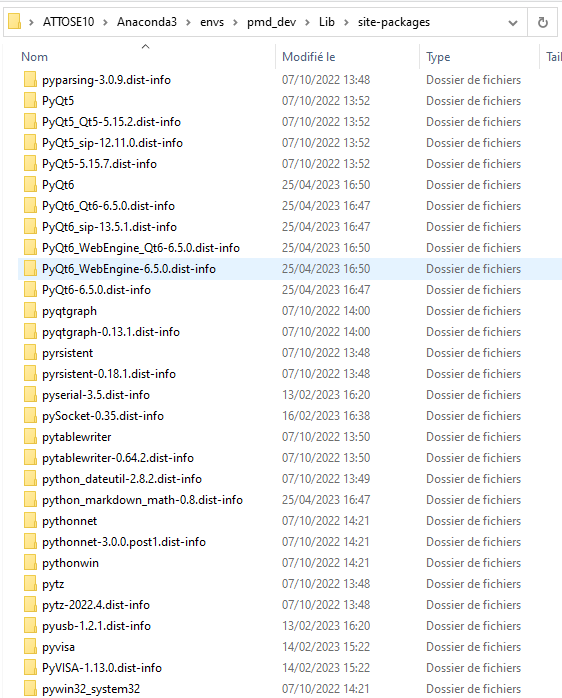 ATTOSE10 > Anaconda3 > envs > pmd_dev > Lib > site-packages
Nom Modifié le Type Tail
pyparsing-3.0.9.dist-info 07/10/2022 13:48 Dossier de fichiers
PyQt5 07/10/2022 13:52 Dossier de fichiers
PyQt5_Qt5-5.15.2.dist-info 07/10/2022 13:52 Dossier de fichiers
PyQt5_sip-12.11.0.dist-info 07/10/2022 13:52 Dossier de fichiers
PyQt5-5.15.7.dist-info 07/10/2022 13:52 Dossier de fichiers
PyQt6 25/04/2023 16:50 Dossier de fichiers
PyQt6_Qt6-6.5.0.dist-info 25/04/2023 16:47 Dossier de fichiers
PyQt6_sip-13.5.1.dist-info 25/04/2023 16:47 Dossier de fichiers
PyQt6_WebEngine_Qt6-6.5.0.dist-info 25/04/2023 16:50 Dossier de fichiers
PyQt6_WebEngine-6.5.0.dist-info 25/04/2023 16:50 Dossier de fichiers
PyQt6-6.5.0.dist-info 25/04/2023 16:47 Dossier de fichiers
pyqtgraph 07/10/2022 14:00 Dossier de fichiers
pyqtgraph-0.13.1.dist-info 07/10/2022 14:00 Dossier de fichiers
pyrsistent 07/10/2022 13:48 Dossier de fichiers
pyrsistent-0.18.1.dist-info 07/10/2022 13:48 Dossier de fichiers
pyserial-3.5.dist-info 13/02/2023 16:20 Dossier de fichiers
pySocket-0.35.dist-info 16/02/2023 16:38 Dossier de fichiers
pytablewriter 07/10/2022 13:50 Dossier de fichiers
pytablewriter-0.64.2.dist-info 07/10/2022 13:50 Dossier de fichiers
python_dateutil-2.8.2.dist-info 07/10/2022 13:49 Dossier de fichiers
python_markdown_math-0.8.dist-info 25/04/2023 16:47 Dossier de fichiers
pythonnet 07/10/2022 14:21 Dossier de fichiers
pythonnet-3.0.0.post1.dist-info 07/10/2022 14:21 Dossier de fichiers
pythonwin 07/10/2022 14:21 Dossier de fichiers
pytz 07/10/2022 13:48 Dossier de fichiers
pytz-2022.4.dist-info 07/10/2022 13:48 Dossier de fichiers
pyusb-1.2.1.dist-info 13/02/2023 16:20 Dossier de fichiers
pyvisa 14/02/2023 15:22 Dossier de fichiers
PyVISA-1.13.0.dist-info 14/02/2023 15:22 Dossier de fichiers
pywin32_system32 07/10/2022 14:21 Dossier de fichiers